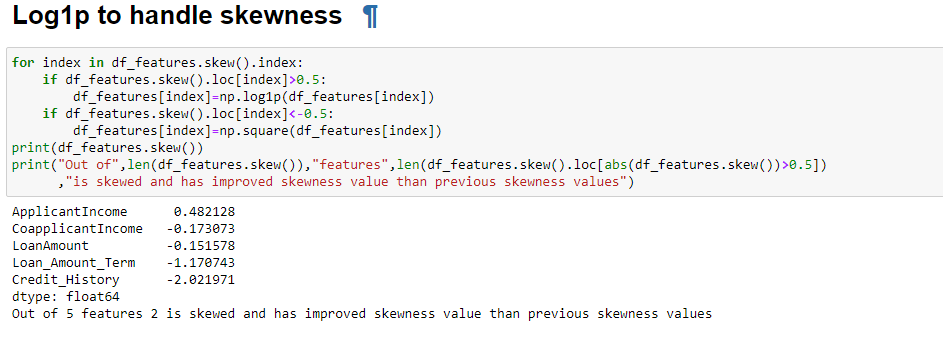 Log1p to handle skewness ¶
for index in df_features.skew().index:
    if df_features.skew().loc[index]>0.5:
        df_features[index]=np.log1p(df_features[index])
    if df_features.skew().loc[index]<-0.5:
        df_features[index]=np.square(df_features[index])
print(df_features.skew())
print("Out of",len(df_features.skew()),"features",len(df_features.skew().loc[abs(df_features.skew())>0.5])
      ,"is skewed and has improved skewness value than previous skewness values")
ApplicantIncome      0.482128
CoapplicantIncome   -0.173073
LoanAmount          -0.151578
Loan_Amount_Term    -1.170743
Credit_History      -2.021971
dtype: float64
Out of 5 features 2 is skewed and has improved skewness value than previous skewness values